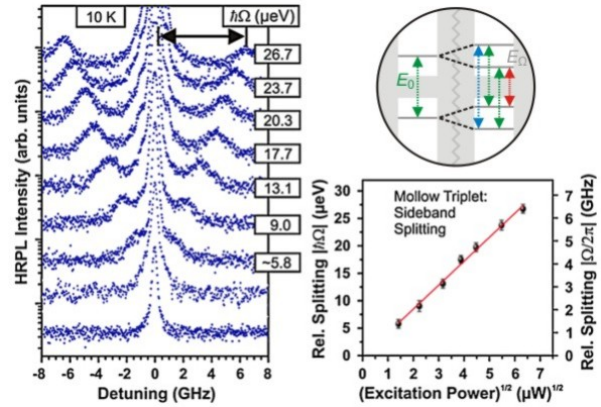 10 K
ħΩ (µeV)
26.7
23.7
20.3
17.7
13.1
9.0
~5.8
HRPL Intensity (arb. units)
-8 -6 -4 -2 0 2 4 6 8
Detuning (GHz)
E0
EΩ
Mollow Triplet:
Sideband
Splitting
Rel. Splitting |ħΩ| (µeV)
30
25
20
15
10
5
0
Rel. Splitting |Ω/2π| (GHz)
7
6
5
4
3
2
1
0
0 1 2 3 4 5 6 7
(Excitation Power)1/2 (µW)1/2